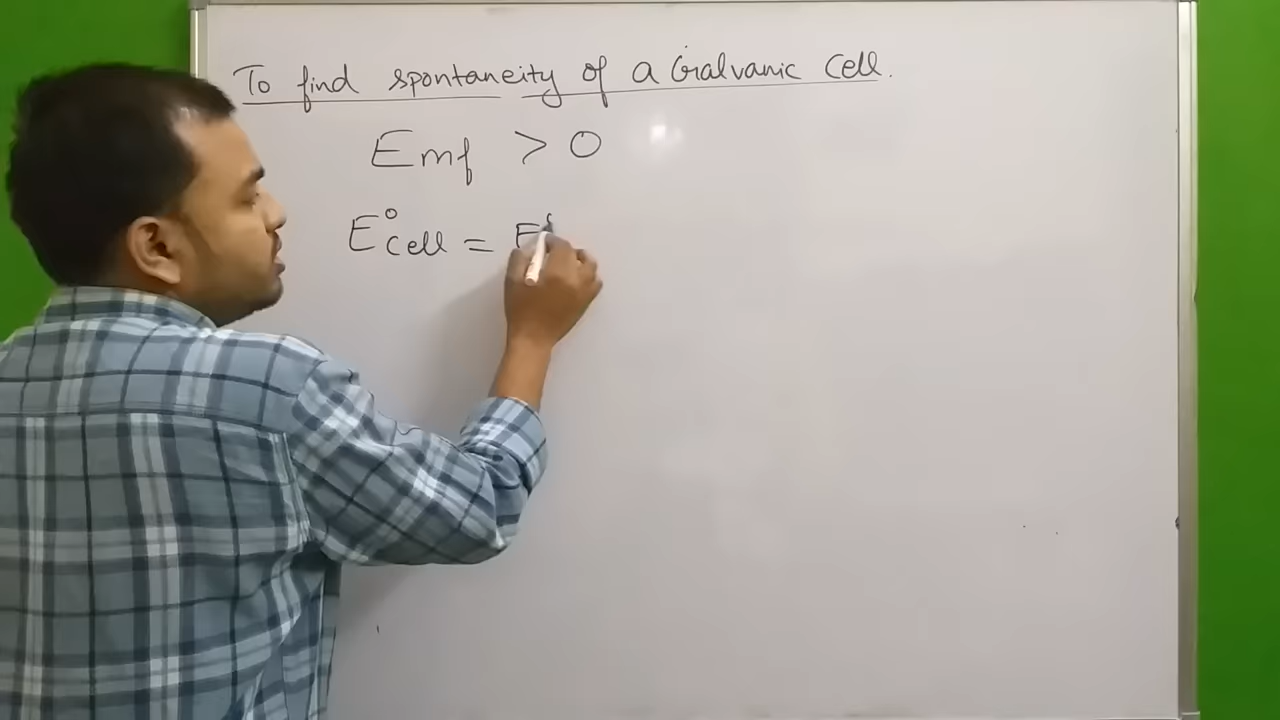 To find spontaneity of a Galvanic cell.
Emf > 0
E°cell = E